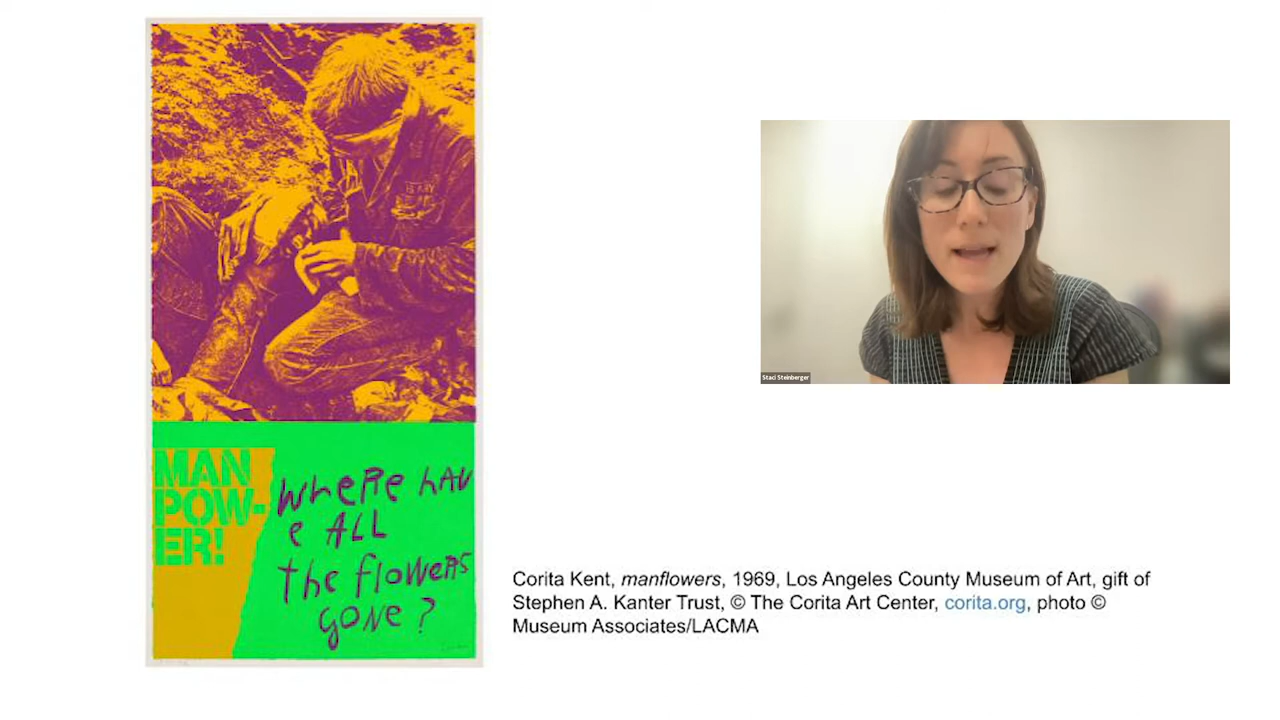 MAN
POW-
ER!
wheRe hAv
e ALL
the floweRs
gone?
Corita Kent, manflowers, 1969, Los Angeles County Museum of Art, gift of
Stephen A. Kanter Trust, © The Corita Art Center, corita.org, photo ©
Museum Associates/LACMA
Staci Steinberger